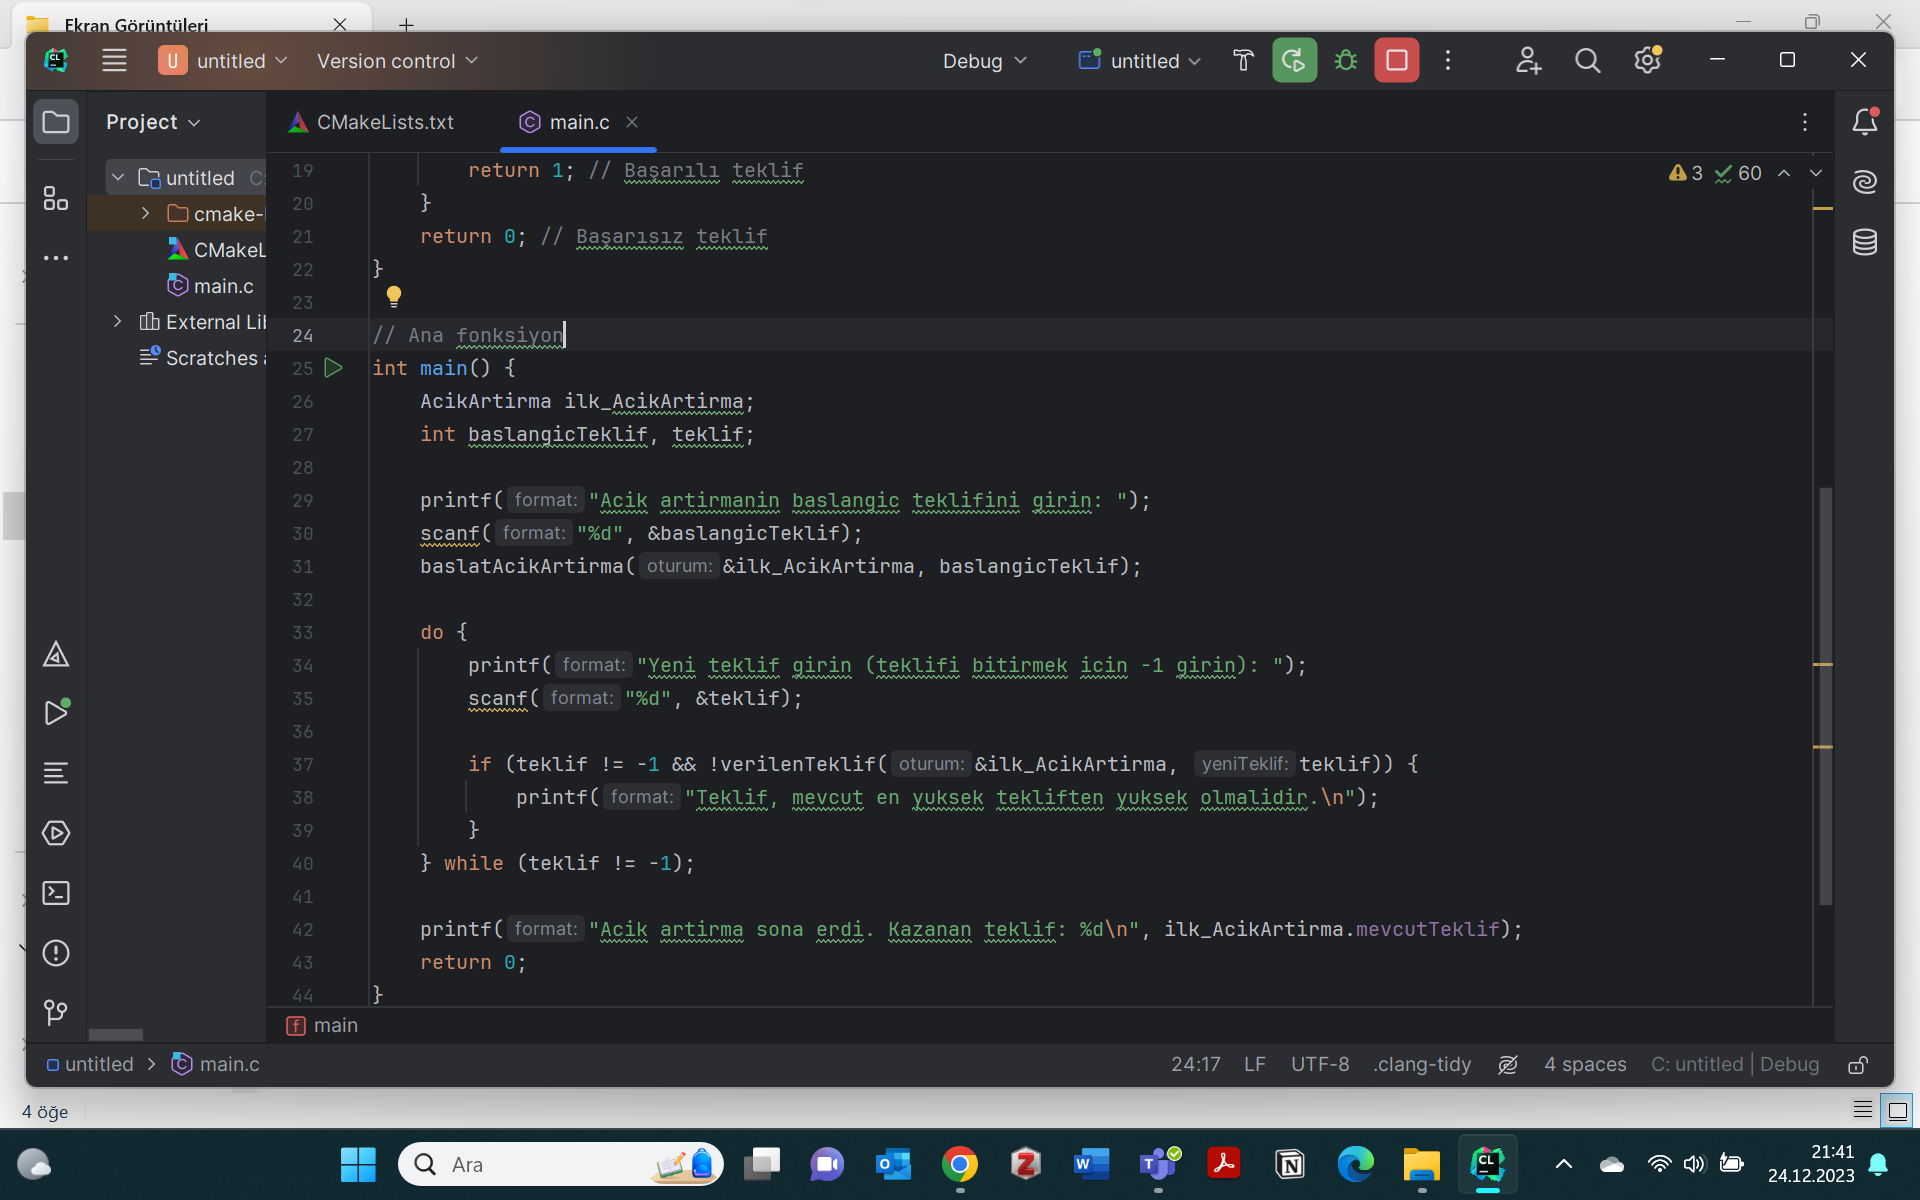 Ekran Görüntüleri
U untitled
Version control
Debug
untitled
Project
CMakeLists.txt
main.c
untitled C:
cmake-
CMakeL
main.c
External Lib
Scratches a
3 60
19 return 1; // Başarılı teklif
20 }
21 return 0; // Başarısız teklif
22 }
23
24 // Ana fonksiyon
25 int main() {
26 AcikArtirma ilk_AcikArtirma;
27 int baslangicTeklif, teklif;
28
29 printf( format: "Acik artirmanin baslangic teklifini girin: ");
30 scanf( format: "%d", &baslangicTeklif);
31 baslatAcikArtirma( oturum: &ilk_AcikArtirma, baslangicTeklif);
32
33 do {
34 printf( format: "Yeni teklif girin (teklifi bitirmek icin -1 girin): ");
35 scanf( format: "%d", &teklif);
36
37 if (teklif != -1 && !verilenTeklif( oturum: &ilk_AcikArtirma, yeniTeklif: teklif)) {
38 printf( format: "Teklif, mevcut en yuksek tekliften yuksek olmalidir.\n");
39 }
40 } while (teklif != -1);
41
42 printf( format: "Acik artirma sona erdi. Kazanan teklif: %d\n", ilk_AcikArtirma.mevcutTeklif);
43 return 0;
44 }
f main
untitled > main.c
24:17 LF UTF-8 .clang-tidy 4 spaces C: untitled | Debug
4 öğe
Ara
21:41
24.12.2023